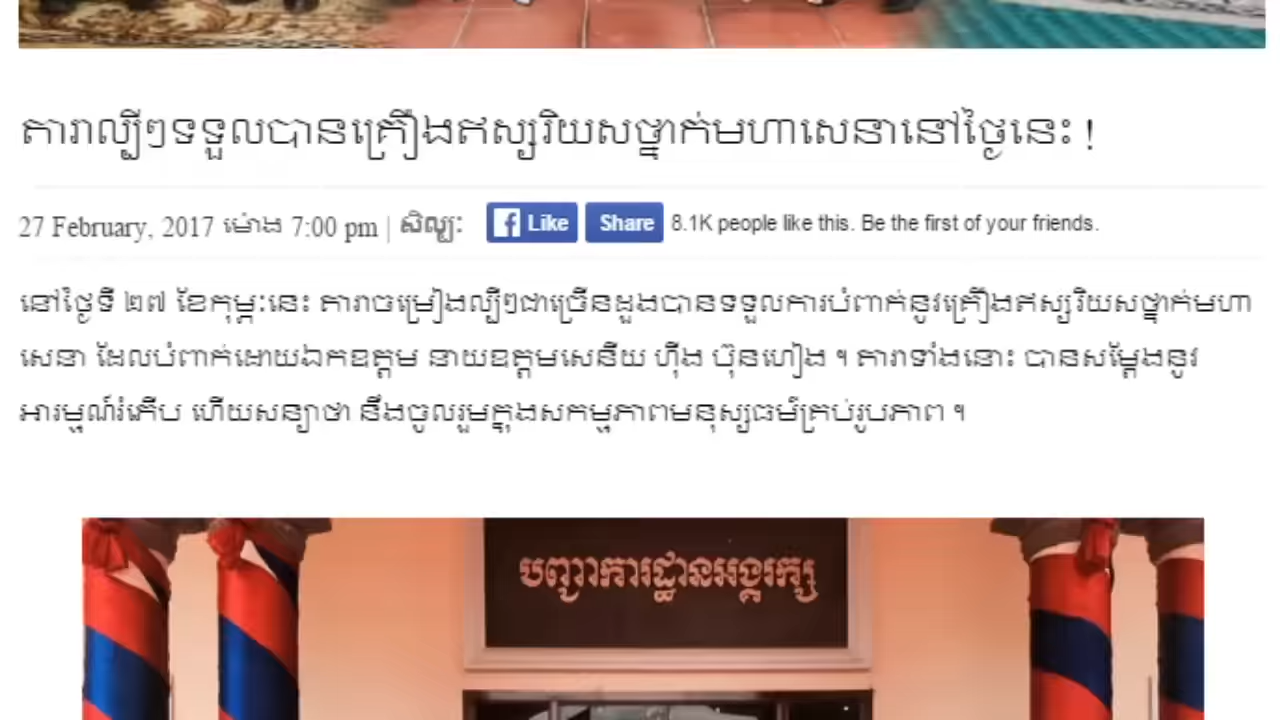 តារាល្បីៗទទួលបានគ្រឿងឥស្សរិយសថ្នាក់មហាសេនានៅថ្ងៃនេះ !
27 February, 2017 ម៉ោង 7:00 pm | សិល្បៈ Like Share 8.1K people like this. Be the first of your friends.
នៅថ្ងៃទី ២៧ ខែកុម្ភៈនេះ តារាចម្រៀងល្បីៗជាច្រើនដួងបានទទួលការបំពាក់នូវគ្រឿងឥស្សរិយសថ្នាក់មហា
សេនា ដែលបំពាក់ដោយឯកឧត្តម នាយឧត្តមសេនីយ ហ៊ីង ប៊ុនហៀង ។ តារាទាំងនោះ បានសម្តែងនូវ
អារម្មណ៍រំភើប ហើយសន្យាថា នឹងចូលរួមក្នុងសកម្មភាពមនុស្សធម៌គ្រប់រូបភាព ។
បញ្ជាការដ្ឋានអង្គរក្ស